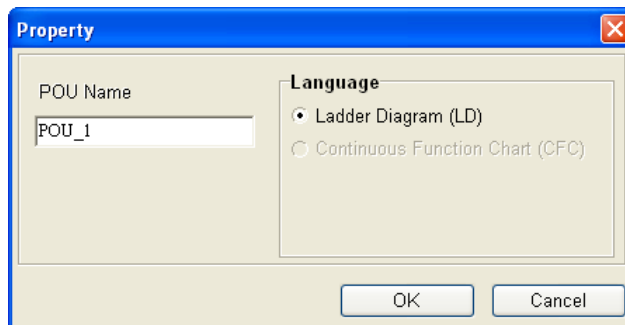 Property
POU Name
POU_1
Language
Ladder Diagram (LD)
Continuous Function Chart (CFC)
OK
Cancel